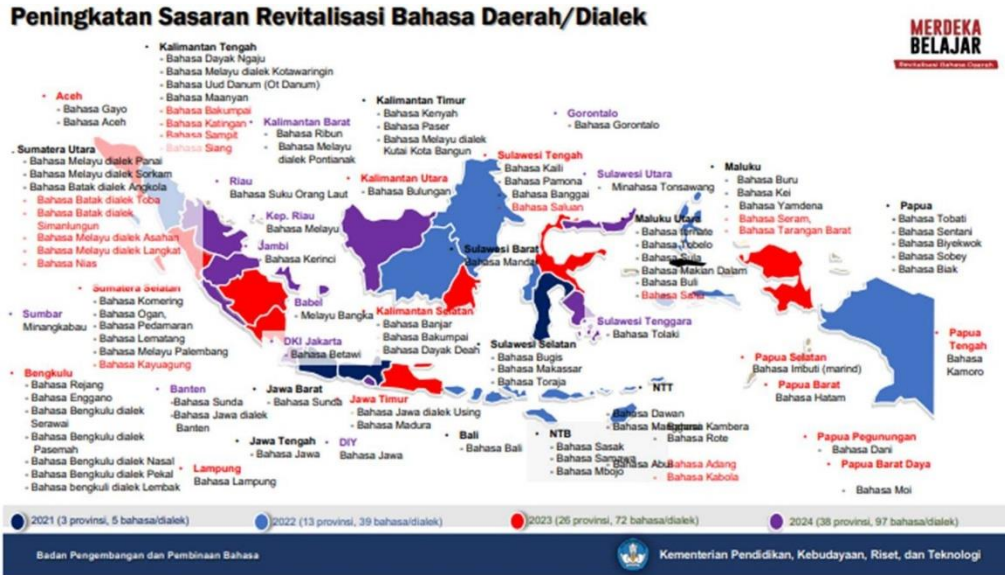 Peningkatan Sasaran Revitalisasi Bahasa Daerah/Dialek
MERDEKA
BELAJAR
Revitalisasi Bahasa Daerah
• Kalimantan Tengah
- Bahasa Dayak Ngaju
- Bahasa Melayu dialek Kotawaringin
- Bahasa Uud Danum (Ot Danum)
- Bahasa Maanyan
- Bahasa Bakumpai
- Bahasa Katingan
- Bahasa Sampit
- Bahasa Siang
• Aceh
- Bahasa Gayo
- Bahasa Aceh
• Kalimantan Barat
• Bahasa Ribun
• Bahasa Melayu
dialek Pontianak
• Kalimantan Timur
- Bahasa Kenyah
- Bahasa Paser
- Bahasa Melayu dialek
Kutai Kota Bangun
• Gorontalo
- Bahasa Gorontalo
Sumatera Utara
- Bahasa Melayu dialek Panai
- Bahasa Melayu dialek Sorkam
- Bahasa Batak dialek Angkola
- Bahasa Batak dialek Toba
- Bahasa Batak dialek
Simanlungun
- Bahasa Melayu dialek Asahan
- Bahasa Melayu dialek Langkat
- Bahasa Nias
• Riau
Bahasa Suku Orang Laut
• Kep. Riau
Bahasa Melayu
• Jambi
- Bahasa Kerinci
• Kalimantan Utara
- Bahasa Bulungan
• Sulawesi Tengah
- Bahasa Kaili
- Bahasa Pamona
- Bahasa Banggai
- Bahasa Saluan
• Sulawesi Utara
Minahasa Tonsawang
• Maluku
- Bahasa Buru
- Bahasa Kei
- Bahasa Yamdena
- Bahasa Seram,
- Bahasa Tarangan Barat
• Papua
- Bahasa Tobati
- Bahasa Sentani
- Bahasa Biyekwok
- Bahasa Sobey
- Bahasa Biak
Maluku Utara
- Bahasa
- Bahasa Tobelo
- Bahasa Sula
- Bahasa Makian Dalam
- Bahasa Buli
- Bahasa Sahu
• Sulawesi Barat
Bahasa Mandar
Sumatera Selatan
- Bahasa Komering
- Bahasa Ogan,
- Bahasa Pedamaran
- Bahasa Lematang
- Bahasa Melayu Palembang
- Bahasa Kayuagung
• Sumbar
Minangkabau
• Babel
- Melayu Bangka
• DKI Jakarta
- Bahasa Betawi
Kalimantan Selatan
- Bahasa Banjar
- Bahasa Bakumpai
- Bahasa Dayak Deah
• Sulawesi Selatan
- Bahasa Bugis
- Bahasa Makassar
- Bahasa Toraja
• Sulawesi Tenggara
- Bahasa Tolaki
• Papua Selatan
Bahasa Imbuti (marind)
• Papua Barat
Bahasa Hatam
• Papua
Tengah
Bahasa
Kamoro
• Bengkulu
- Bahasa Rejang
- Bahasa Enggano
- Bahasa Bengkulu dialek
Serawai
- Bahasa Bengkulu dialek
Pasemah
- Bahasa Bengkulu dialek Nasal
- Bahasa Bengkulu dialek Pekal
- Bahasa bengkuli dialek Lembak
• Banten
-Bahasa Sunda
-Bahasa Jawa dialek
Banten
• Jawa Barat
- Bahasa Sunda
• Jawa Timur
- Bahasa Jawa dialek Using
- Bahasa Madura
• Jawa Tengah
- Bahasa Jawa
• DIY
Bahasa Jawa
• Lampung
Bahasa Lampung
• Bali
- Bahasa Bali
• NTB
- Bahasa Sasak
- Bahasa Samawa
- Bahasa Mbojo
• NTT
- Bahasa Dawan
- Bahasa
Bahasa Kambera
- Bahasa Rote
- Bahasa Abui
- Bahasa Adang
- Bahasa Kabola
• Papua Pegunungan
- Bahasa Dani
• Papua Barat Daya
- Bahasa Moi
2021 (3 provinsi, 5 bahasa/dialek)
2022 (13 provinsi, 39 bahasa/dialek)
2023 (26 provinsi, 72 bahasa/dialek)
2024 (38 provinsi, 97 bahasa/dialek)
Badan Pengembangan dan Pembinaan Bahasa
Kementerian Pendidikan, Kebudayaan, Riset, dan Teknologi